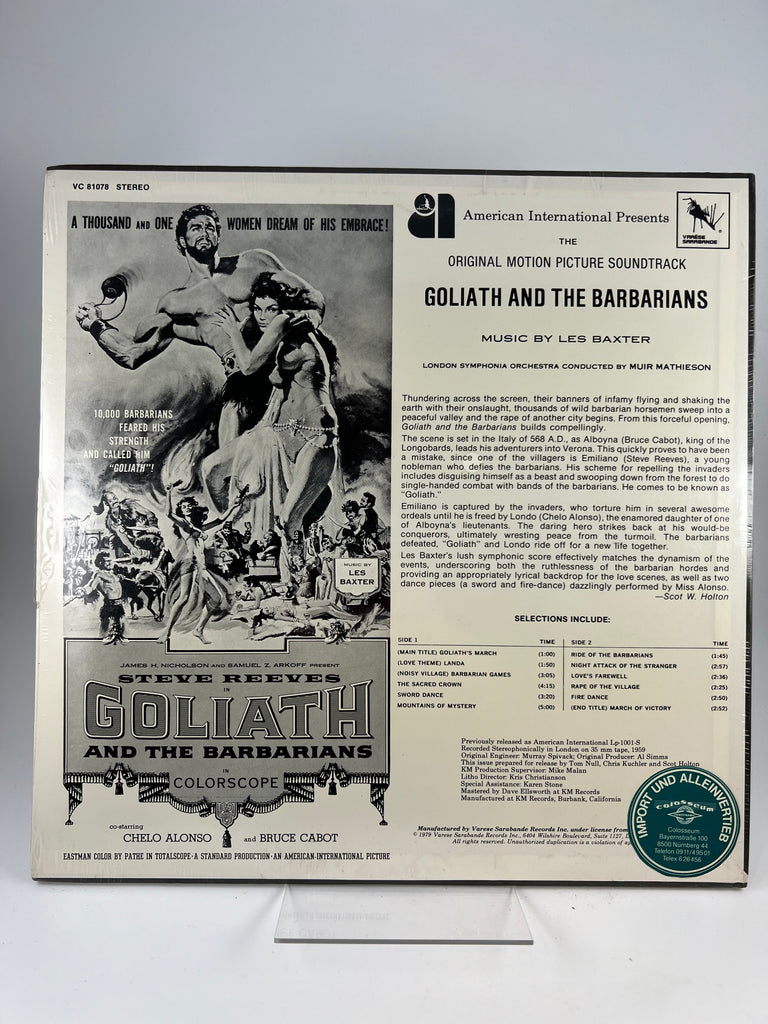 VC 81078 STEREO
A THOUSAND AND ONE WOMEN DREAM OF HIS EMBRACE!
10,000 BARBARIANS
FEARED HIS
STRENGTH
AND CALLED HIM
"GOLIATH"!
MUSIC BY
LES
BAXTER
JAMES H. NICHOLSON AND SAMUEL Z. ARKOFF PRESENT
STEVE REEVES
IN
GOLIATH
AND THE BARBARIANS
IN
COLORSCOPE
co-starring
CHELO ALONSO and BRUCE CABOT
EASTMAN COLOR BY PATHE IN TOTALSCOPE · A STANDARD PRODUCTION · AN AMERICAN-INTERNATIONAL PICTURE
ai
American International Presents
VARÈSE
SARABANDE
THE
ORIGINAL MOTION PICTURE SOUNDTRACK
GOLIATH AND THE BARBARIANS
MUSIC BY LES BAXTER
LONDON SYMPHONIA ORCHESTRA CONDUCTED BY MUIR MATHIESON
Thundering across the screen, their banners of infamy flying and shaking the
earth with their onslaught, thousands of wild barbarian horsemen sweep into a
peaceful valley and the rape of another city begins. From this forceful opening,
Goliath and the Barbarians builds compellingly.
The scene is set in the Italy of 568 A.D., as Alboyna (Bruce Cabot), king of the
Longobards, leads his adventurers into Verona. This quickly proves to have been
a mistake, since one of the villagers is Emiliano (Steve Reeves), a young
nobleman who defies the barbarians. His scheme for repelling the invaders
includes disguising himself as a beast and swooping down from the forest to do
single-handed combat with bands of the barbarians. He comes to be known as
"Goliath."
Emiliano is captured by the invaders, who torture him in several awesome
ordeals until he is freed by Londo (Chelo Alonso), the enamored daughter of one
of Alboyna's lieutenants. The daring hero strikes back at his would-be
conquerors, ultimately wresting peace from the turmoil. The barbarians
defeated, "Goliath" and Londo ride off for a new life together.
Les Baxter's lush symphonic score effectively matches the dynamism of the
events, underscoring both the ruthlessness of the barbarian hordes and
providing an appropriately lyrical backdrop for the love scenes, as well as two
dance pieces (a sword and fire-dance) dazzlingly performed by Miss Alonso.
—Scot W. Holton
SELECTIONS INCLUDE:
SIDE 1 TIME
(MAIN TITLE) GOLIATH'S MARCH (1:00)
(LOVE THEME) LANDA (1:50)
(NOISY VILLAGE) BARBARIAN GAMES (3:05)
THE SACRED CROWN (4:15)
SWORD DANCE (3:20)
MOUNTAINS OF MYSTERY (5:00)
SIDE 2 TIME
RIDE OF THE BARBARIANS (1:45)
NIGHT ATTACK OF THE STRANGER (2:57)
LOVE'S FAREWELL (2:36)
RAPE OF THE VILLAGE (2:25)
FIRE DANCE (2:50)
(END TITLE) MARCH OF VICTORY (2:52)
Previously released as American International Lp-1001-S
Recorded Stereophonically in London on 35 mm tape, 1959
Original Engineer: Murray Spivack; Original Producer: Al Simms
This issue prepared for release by Tom Null, Chris Kuchler and Scot Holton
KM Production Supervisor: Mike Malan
Litho Director: Kris Christianson
Special Assistance: Karen Stone
Mastered by Dave Ellsworth at KM Records
Manufactured at KM Records, Burbank, California
Manufactured by Varese Sarabande Records Inc. under license from
© 1979 Varese Sarabande Records Inc., 6404 Wilshire Boulevard, Suite 1127,
All rights reserved. Unauthorized duplication is a violation of
IMPORT UND ALLEINVERTIEB
colosseum
Colosseum
Bayernstraße 100
8500 Nürnberg 44
Telefon 0911/49501
Telex 626456